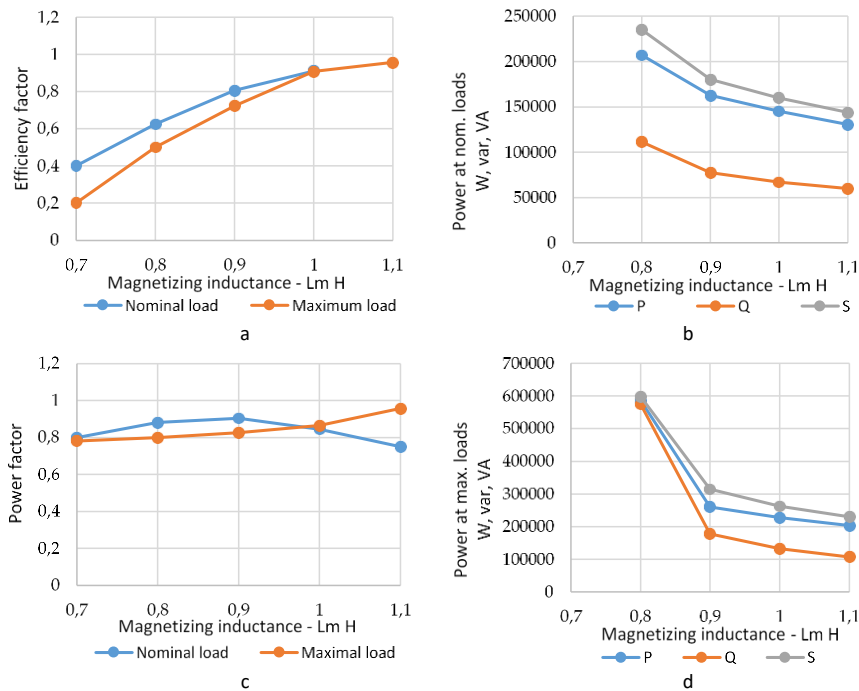 1,2
1
0,8
0,6
0,4
0,2
0
Efficiency factor
0,7 0,8 0,9 1 1,1
Magnetizing inductance - Lm H
Nominal load Maximum load
a
250000
200000
150000
100000
50000
0
Power at nom. loads
W, var, VA
0,7 0,8 0,9 1 1,1
Magnetizing inductance - Lm H
P Q S
b
1,2
1
0,8
0,6
0,4
0,2
0
Power factor
0,7 0,8 0,9 1 1,1
Magnetizing inductance - Lm H
Nominal load Maximal load
c
700000
600000
500000
400000
300000
200000
100000
0
Power at max. loads
W, var, VA
0,7 0,8 0,9 1 1,1
Magnetizing inductance - Lm H
P Q S
d